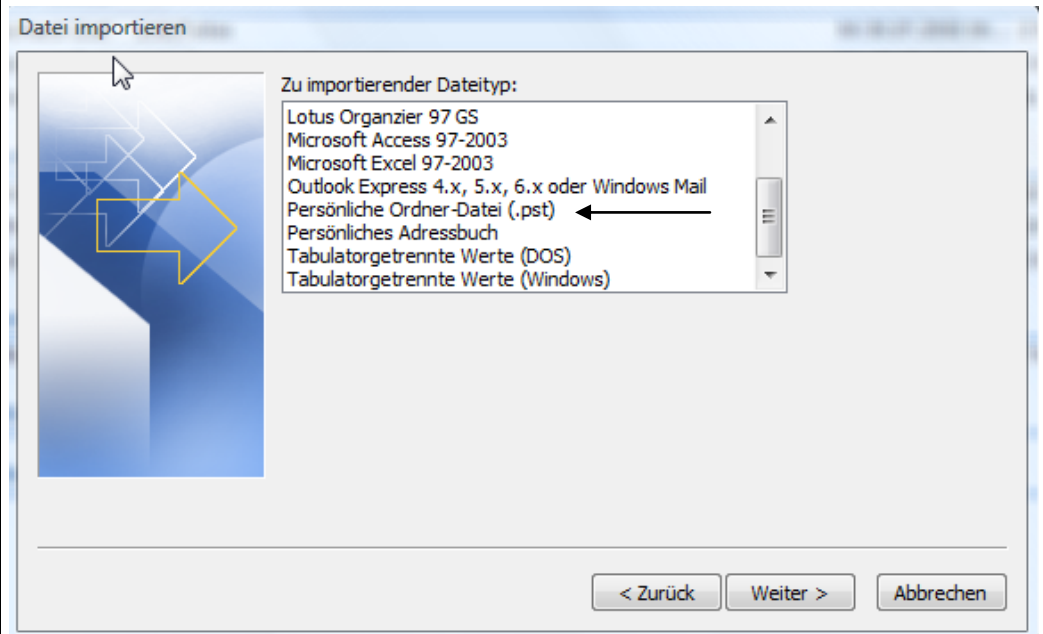 Datei importieren
Zu importierender Dateityp:
Lotus Organzier 97 GS
Microsoft Access 97-2003
Microsoft Excel 97-2003
Outlook Express 4.x, 5.x, 6.x oder Windows Mail
Persönliche Ordner-Datei (.pst)
Persönliches Adressbuch
Tabulatorgetrennte Werte (DOS)
Tabulatorgetrennte Werte (Windows)
< Zurück
Weiter >
Abbrechen